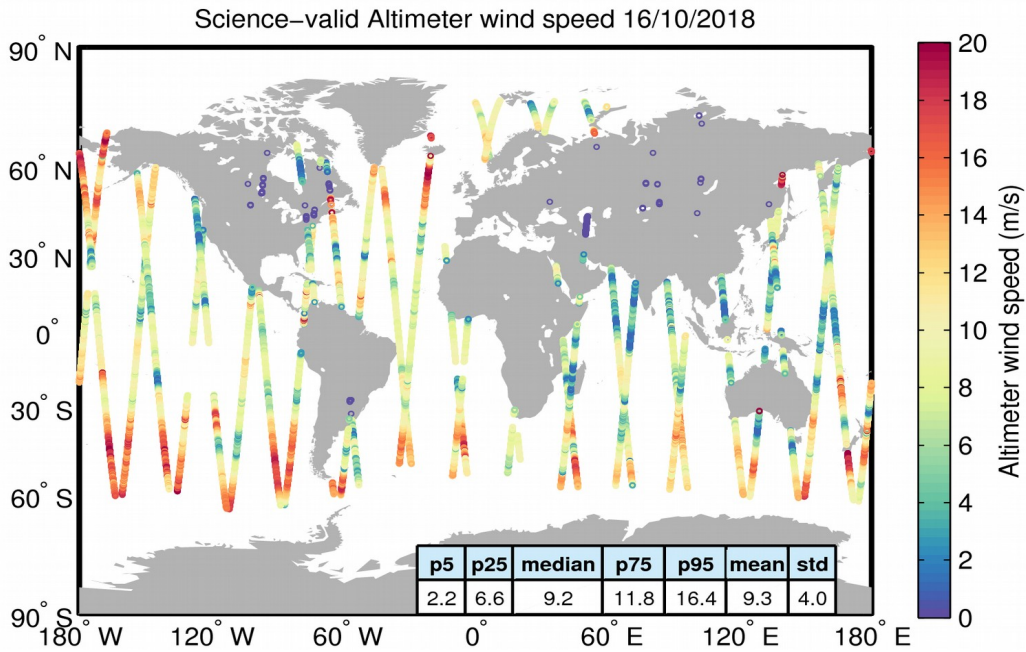 Science−valid Altimeter wind speed 16/10/2018
90° N
60° N
30° N
0°
30° S
60° S
90° S
180° W
120° W
60° W
0°
60° E
120° E
180° E
p5 p25 median p75 p95 mean std
2.2 6.6 9.2 11.8 16.4 9.3 4.0
20
18
16
14
12
10
8
6
4
2
0
Altimeter wind speed (m/s)